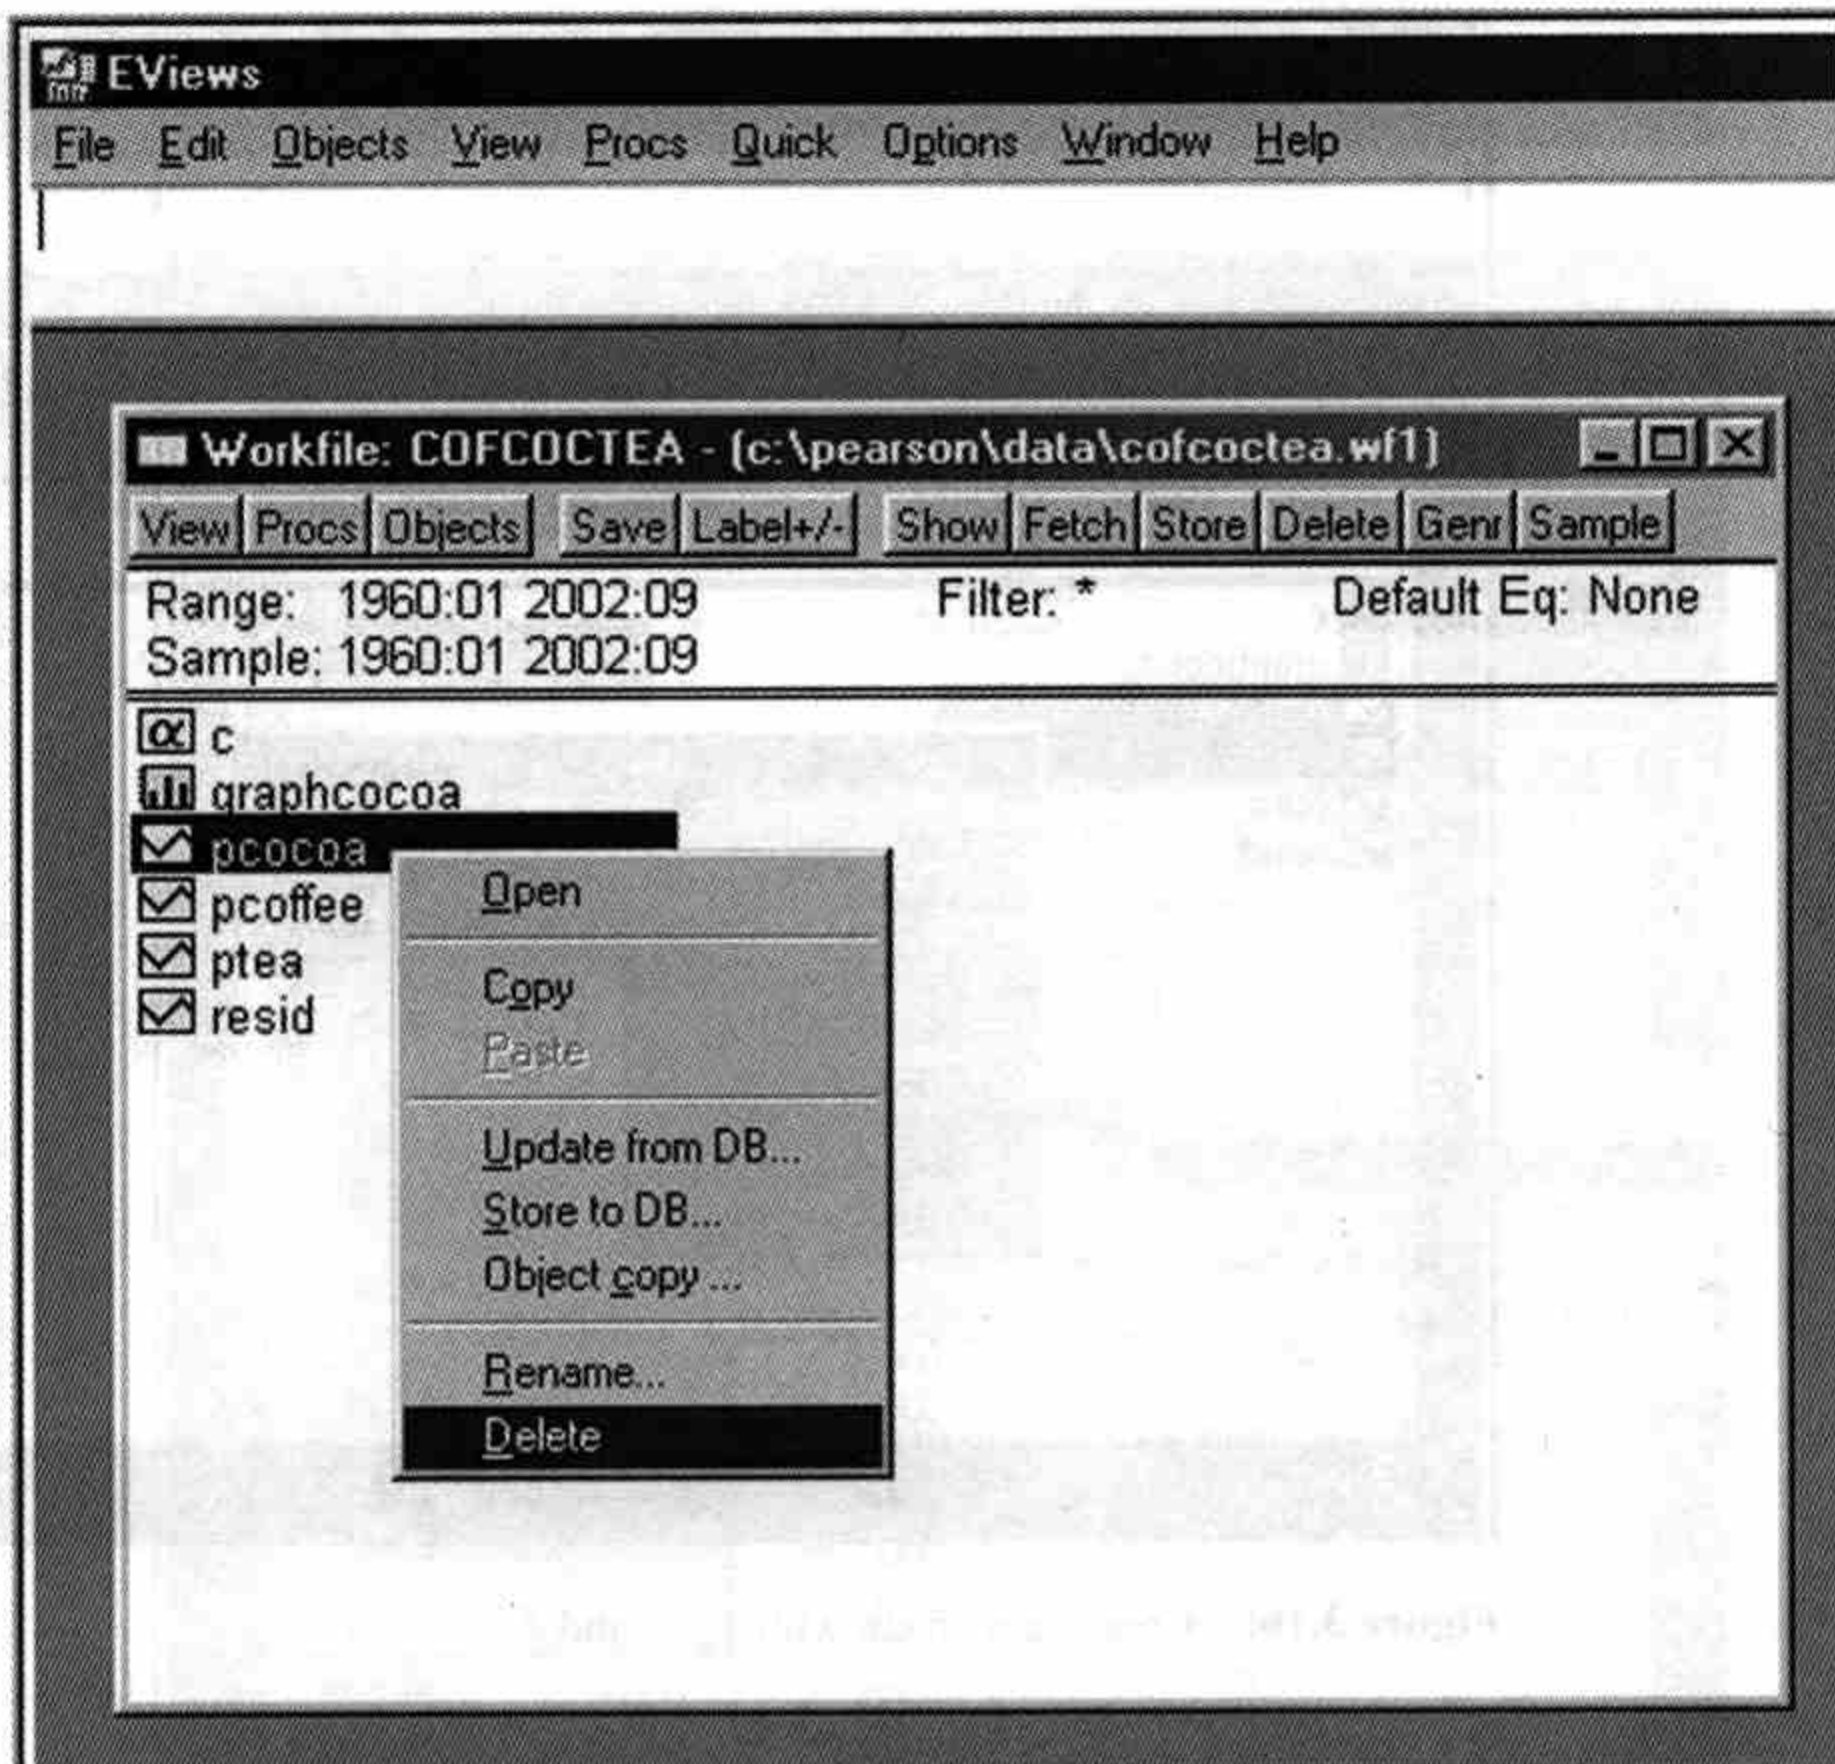 EViews
File Edit Objects View Procs Quick Options Window Help
Workfile: COFCOCTEA - (c:\pearson\data\cofcoctea.wf1)
View Procs Objects Save Label+/- Show Fetch Store Delete Genr Sample
Range: 1960:01 2002:09 Filter: * Default Eq: None
Sample: 1960:01 2002:09
c
graphcocoa
pcocoa
pcoffee
ptea
resid
Open
Copy
Paste
Update from DB...
Store to DB...
Object copy ...
Rename...
Delete